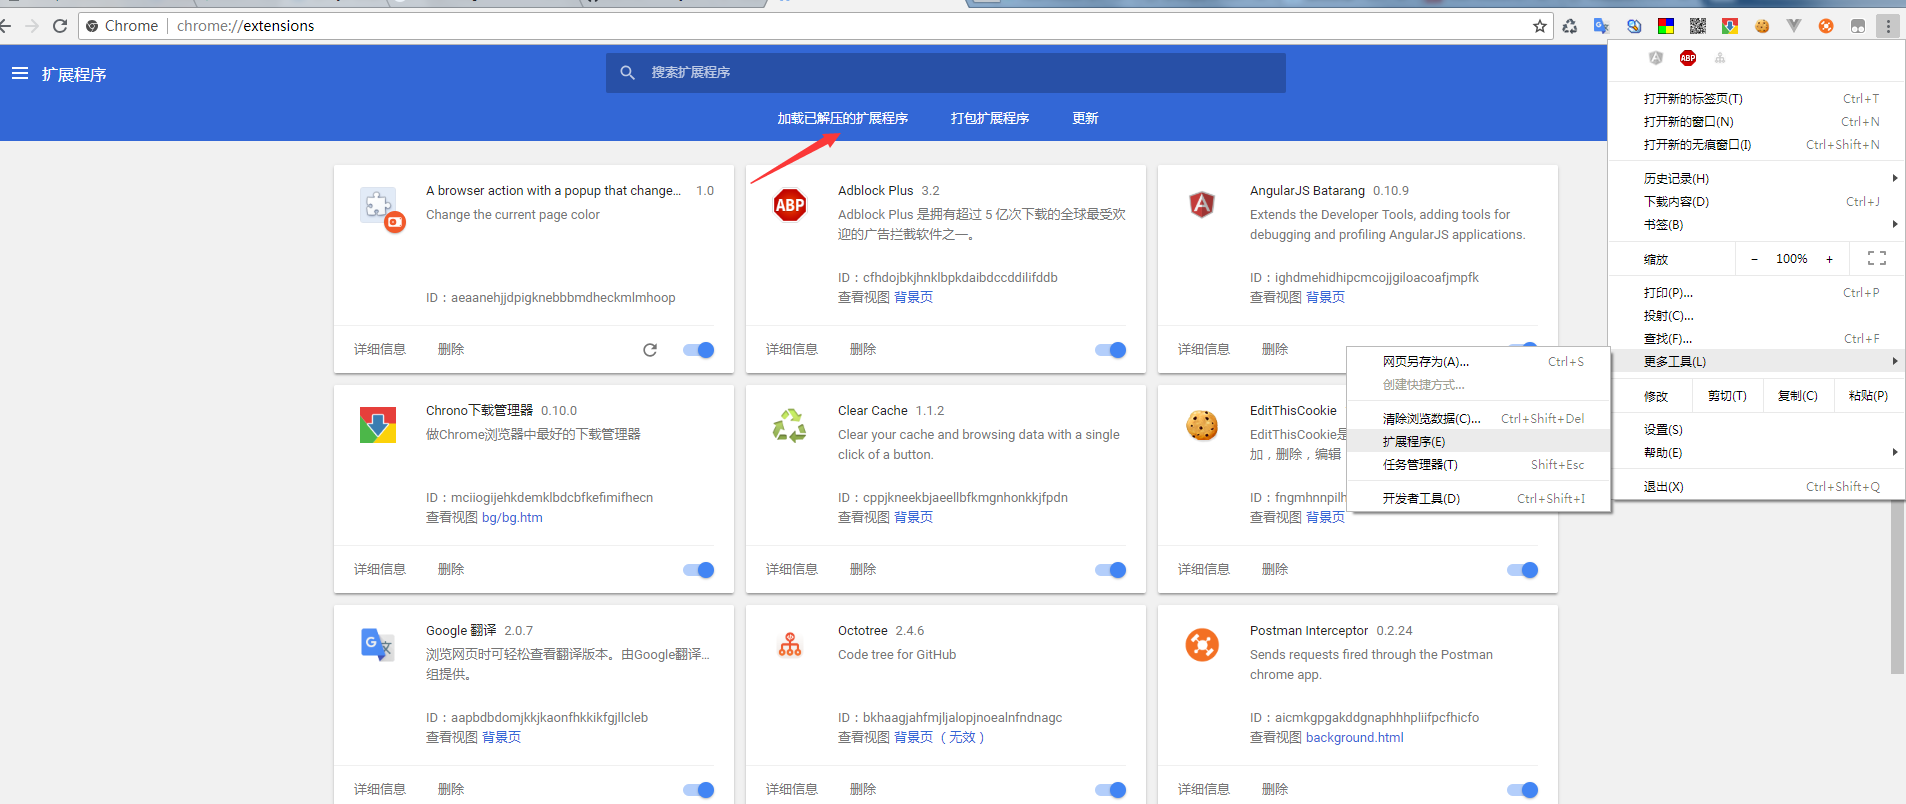 Chrome chrome://extensions
扩展程序
搜索扩展程序
加载已解压的扩展程序 打包扩展程序 更新
A browser action with a popup that change... 1.0
Change the current page color
ID：aeaanehjjdpigknebbbmdheckmlmhoop
详细信息 删除
ABP
Adblock Plus 3.2
Adblock Plus 是拥有超过 5 亿次下载的全球最受欢
迎的广告拦截软件之一。
ID：cfhdojbkjhnklbpkdaibdccddilifddb
查看视图 背景页
详细信息 删除
AngularJS Batarang 0.10.9
Extends the Developer Tools, adding tools for
debugging and profiling AngularJS applications.
ID：ighdmehidhipcmcojjgiloacoafjmpfk
查看视图 背景页
详细信息 删除
Chrono下载管理器 0.10.0
做Chrome浏览器中最好的下载管理器
ID：mciiogijehkdemklbdcbfkefimifhecn
查看视图 bg/bg.htm
详细信息 删除
Clear Cache 1.1.2
Clear your cache and browsing data with a single
click of a button.
ID：cppjkneekbjaeellbfkmgnhonkkjfpdn
查看视图 背景页
详细信息 删除
EditThisCookie
EditThisCookie是
加，删除，编辑
ID：fngmhnnpilh
查看视图 背景页
详细信息 删除
Google 翻译 2.0.7
浏览网页时可轻松查看翻译版本。由Google翻译...
组提供。
ID：aapbdbdomjkkjkaonfhkkikfgjllcleb
查看视图 背景页
详细信息 删除
Octotree 2.4.6
Code tree for GitHub
ID：bkhaagjahfmjljalopjnoealnfndnagc
查看视图 背景页 （无效）
详细信息 删除
Postman Interceptor 0.2.24
Sends requests fired through the Postman
chrome app.
ID：aicmkgpgakddgnaphhhpliifpcfhicfo
查看视图 background.html
详细信息 删除
ABP
打开新的标签页(T) Ctrl+T
打开新的窗口(N) Ctrl+N
打开新的无痕窗口(I) Ctrl+Shift+N
历史记录(H)
下载内容(D) Ctrl+J
书签(B)
缩放 - 100% +
打印(P)... Ctrl+P
投射(C)...
查找(F)... Ctrl+F
更多工具(L)
修改 剪切(T) 复制(C) 粘贴(P)
设置(S)
帮助(E)
退出(X) Ctrl+Shift+Q
网页另存为(A)... Ctrl+S
创建快捷方式...
清除浏览数据(C)... Ctrl+Shift+Del
扩展程序(E)
任务管理器(T) Shift+Esc
开发者工具(D) Ctrl+Shift+I